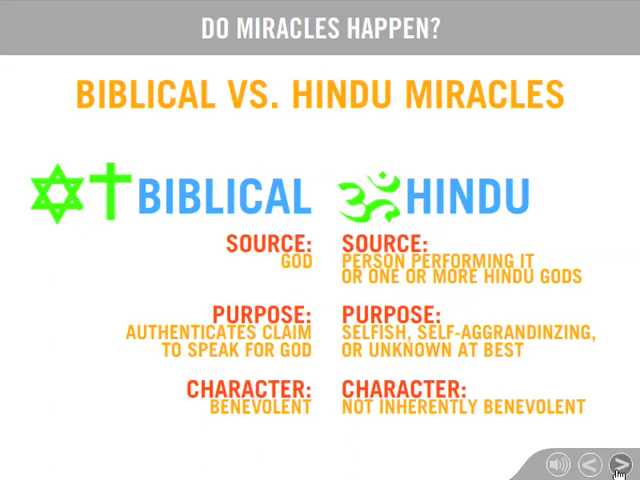 DO MIRACLES HAPPEN?
BIBLICAL VS. HINDU MIRACLES
BIBLICAL
SOURCE:
GOD
PURPOSE:
AUTHENTICATES CLAIM
TO SPEAK FOR GOD
CHARACTER:
BENEVOLENT
ॐ HINDU
SOURCE:
PERSON PERFORMING IT
OR ONE OR MORE HINDU GODS
PURPOSE:
SELFISH, SELF-AGGRANDINZING,
OR UNKNOWN AT BEST
CHARACTER:
NOT INHERENTLY BENEVOLENT